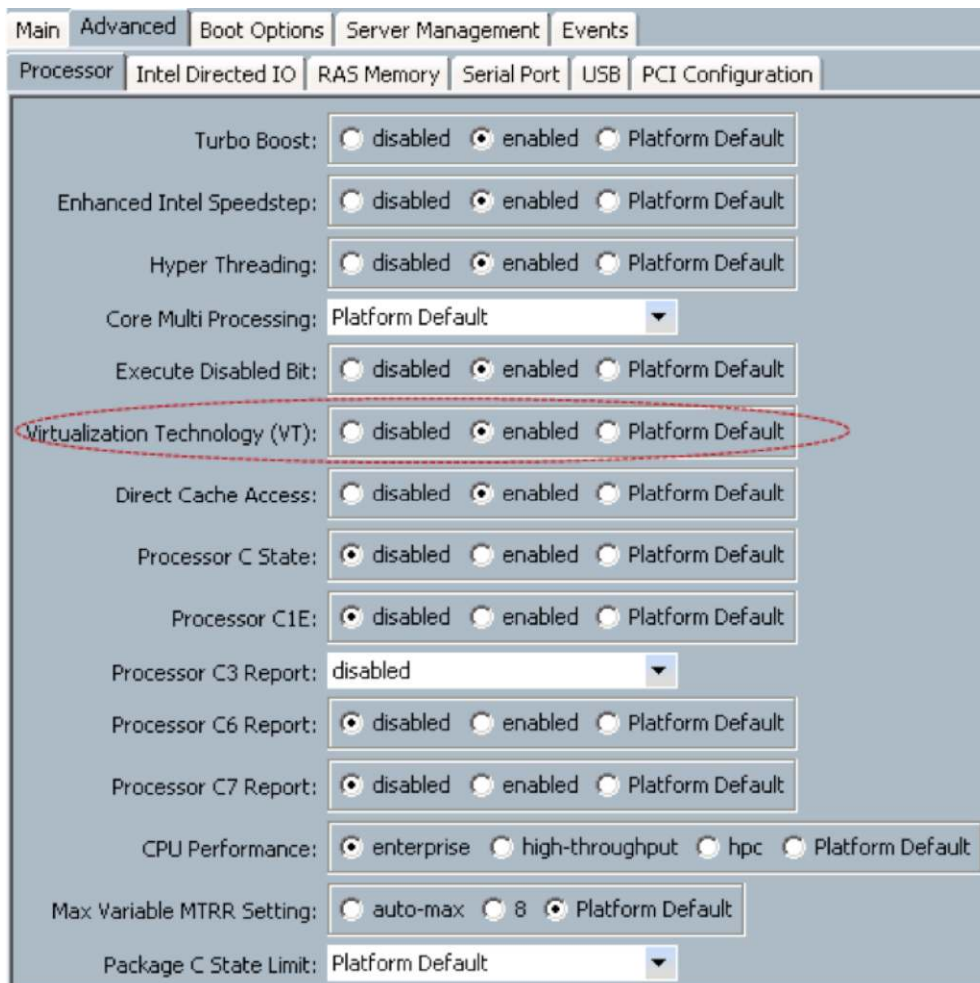 Main Advanced Boot Options Server Management Events
Processor Intel Directed IO RAS Memory Serial Port USB PCI Configuration
Turbo Boost: disabled enabled Platform Default
Enhanced Intel Speedstep: disabled enabled Platform Default
Hyper Threading: disabled enabled Platform Default
Core Multi Processing: Platform Default
Execute Disabled Bit: disabled enabled Platform Default
Virtualization Technology (VT): disabled enabled Platform Default
Direct Cache Access: disabled enabled Platform Default
Processor C State: disabled enabled Platform Default
Processor C1E: disabled enabled Platform Default
Processor C3 Report: disabled
Processor C6 Report: disabled enabled Platform Default
Processor C7 Report: disabled enabled Platform Default
CPU Performance: enterprise high-throughput hpc Platform Default
Max Variable MTRR Setting: auto-max 8 Platform Default
Package C State Limit: Platform Default